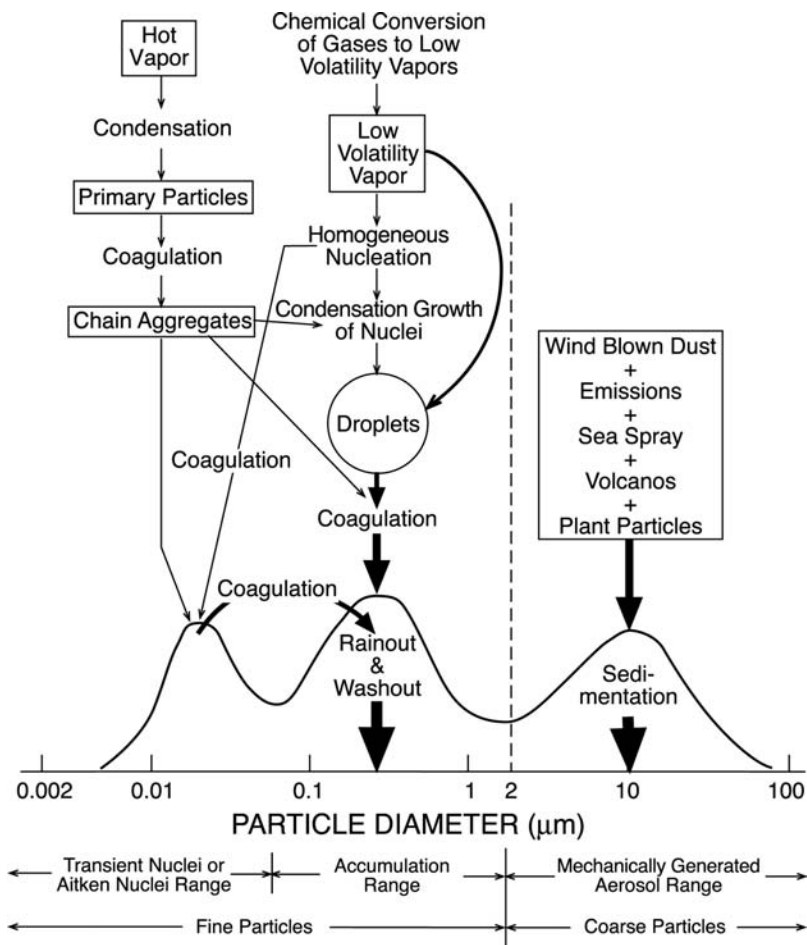 Hot
Vapor
Condensation
Primary Particles
Coagulation
Chain Aggregates
Chemical Conversion
of Gases to Low
Volatility Vapors
Low
Volatility
Vapor
Homogeneous
Nucleation
Condensation Growth
of Nuclei
Droplets
Coagulation
Coagulation
Coagulation
Rainout
&
Washout
Wind Blown Dust
+
Emissions
+
Sea Spray
+
Volcanos
+
Plant Particles
Sedi-
mentation
0.002 0.01 0.1 1 2 10 100
PARTICLE DIAMETER (μm)
Transient Nuclei or
Aitken Nuclei Range
Accumulation
Range
Mechanically Generated
Aerosol Range
Fine Particles
Coarse Particles